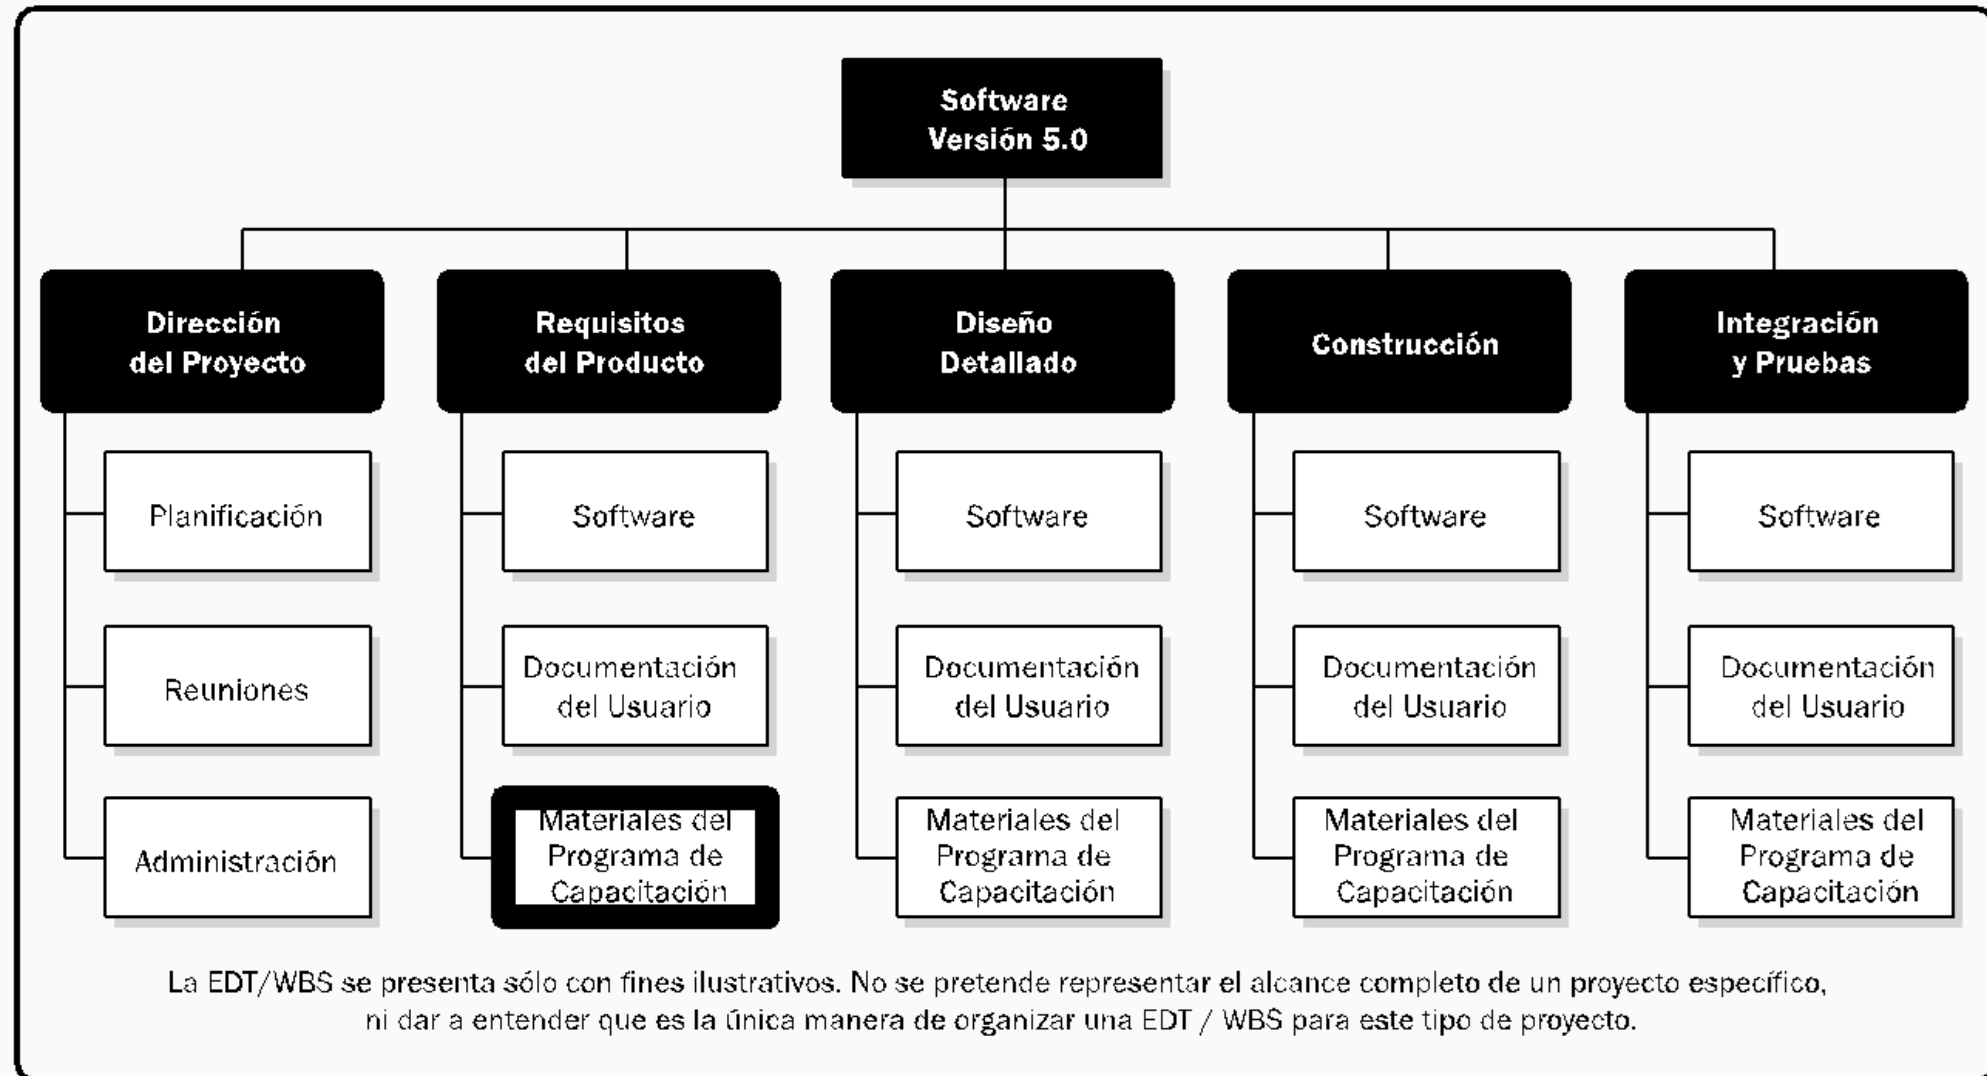 Software
Versión 5.0
Dirección
del Proyecto
Requisitos
del Producto
Diseño
Detallado
Construcción
Integración
y Pruebas
Planificación
Software
Software
Software
Software
Reuniones
Documentación
del Usuario
Documentación
del Usuario
Documentación
del Usuario
Documentación
del Usuario
Administración
Materiales del
Programa de
Capacitación
Materiales del
Programa de
Capacitación
Materiales del
Programa de
Capacitación
Materiales del
Programa de
Capacitación
La EDT/WBS se presenta sólo con fines ilustrativos. No se pretende representar el alcance completo de un proyecto específico,
ni dar a entender que es la única manera de organizar una EDT / WBS para este tipo de proyecto.